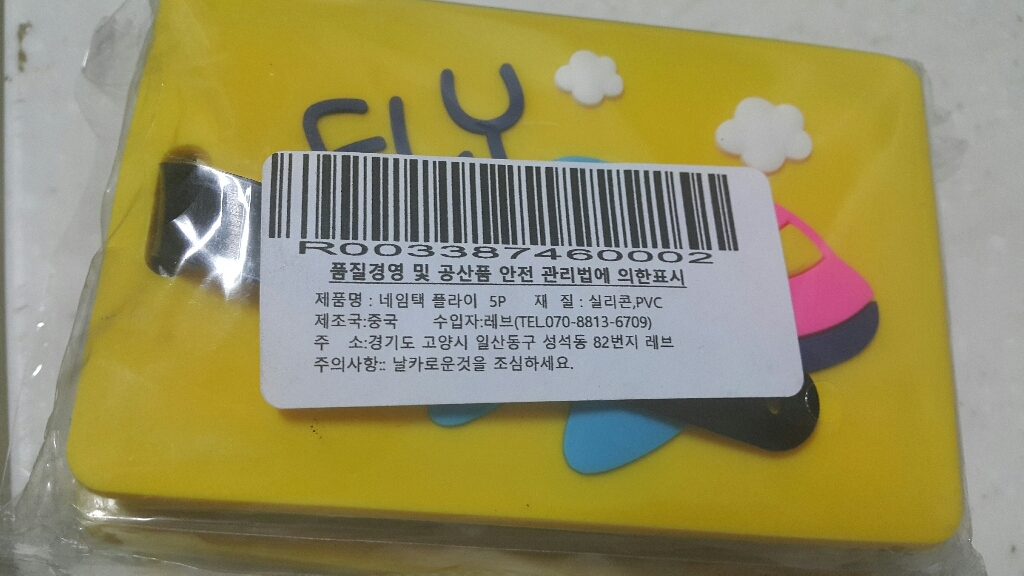 FLY
R003387460002
품질경영 및 공산품 안전 관리법에 의한표시
제품명 : 네임택 플라이 5P 재 질 : 실리콘,PVC
제조국:중국 수입자:레브(TEL.070-8813-6709)
주 소:경기도 고양시 일산동구 성석동 82번지 레브
주의사항:: 날카로운것을 조심하세요.